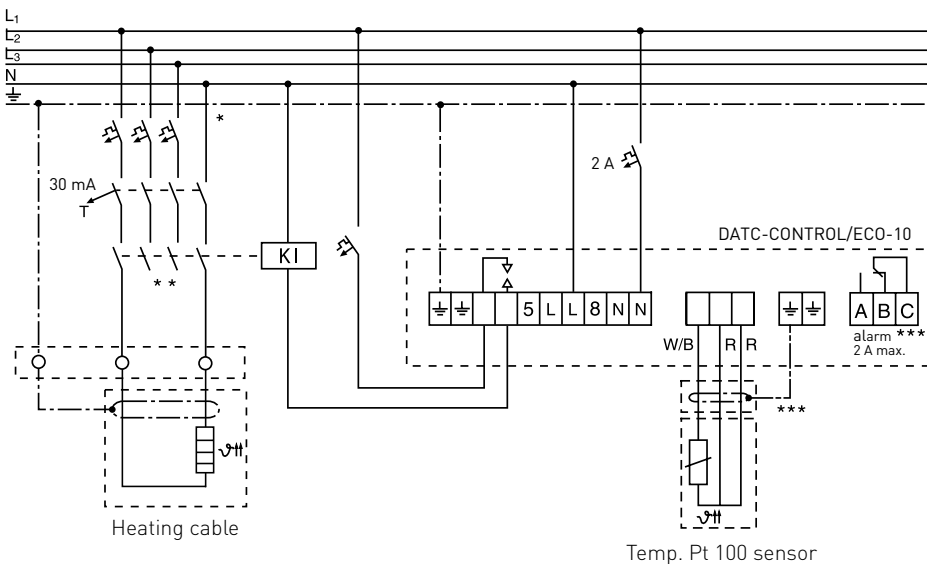 L1
L2
L3
N
*
2 A
30 mA
T
DATC-CONTROL/ECO-10
KI
* *
5 L L 8 N N
A B C
W/B R R
alarm ***
2 A max.
***
ϑ
ϑ
Heating cable
Temp. Pt 100 sensor